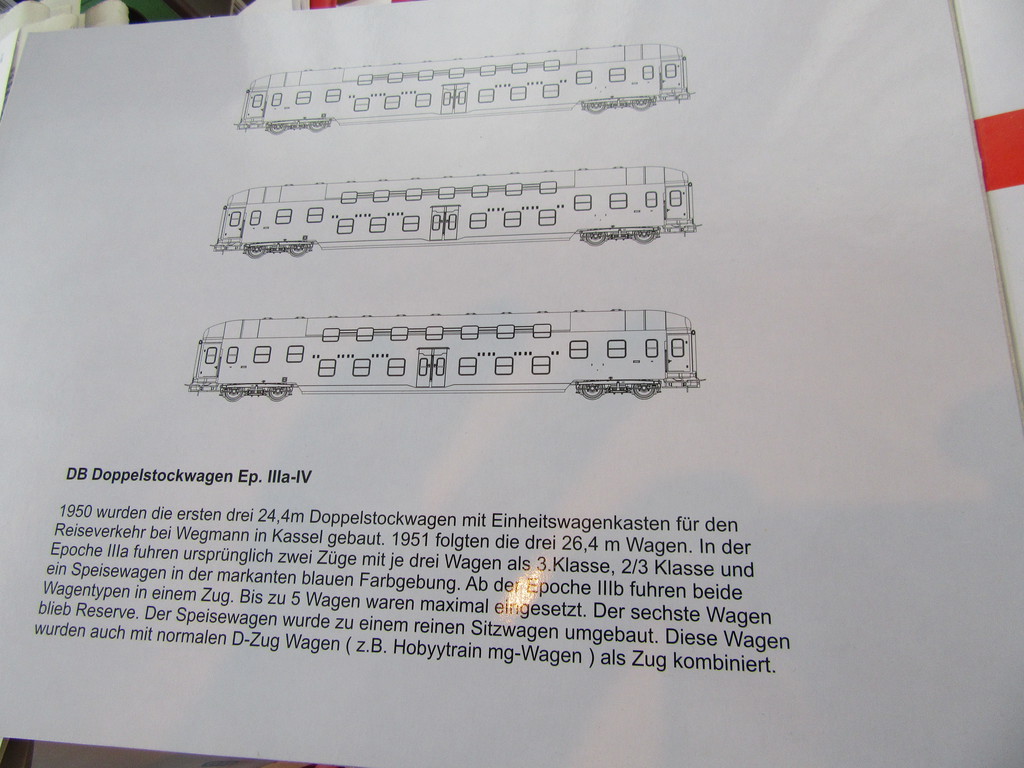 DB Doppelstockwagen Ep. IIIa-IV
1950 wurden die ersten drei 24,4m Doppelstockwagen mit Einheitswagenkasten für den
Reiseverkehr bei Wegmann in Kassel gebaut. 1951 folgten die drei 26,4 m Wagen. In der
Epoche IIIa fuhren ursprünglich zwei Züge mit je drei Wagen als 3.Klasse, 2/3 Klasse und
ein Speisewagen in der markanten blauen Farbgebung. Ab der Epoche IIIb fuhren beide
Wagentypen in einem Zug. Bis zu 5 Wagen waren maximal eingesetzt. Der sechste Wagen
blieb Reserve. Der Speisewagen wurde zu einem reinen Sitzwagen umgebaut. Diese Wagen
wurden auch mit normalen D-Zug Wagen ( z.B. Hobyytrain mg-Wagen ) als Zug kombiniert.